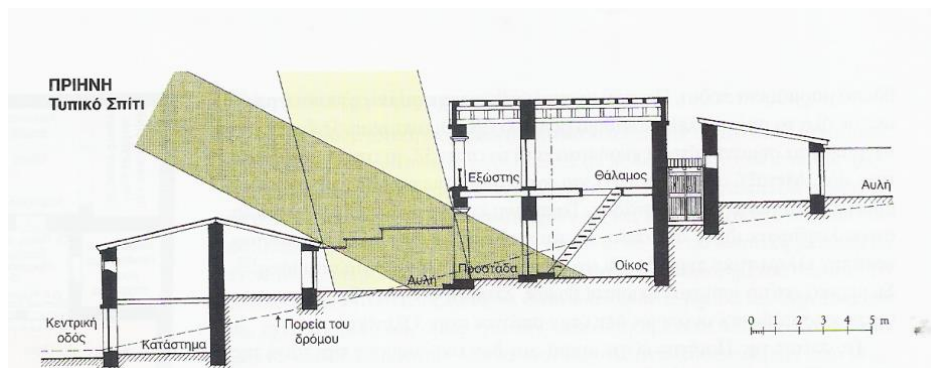 ΠΡΙΗΝΗ
Τυπικό Σπίτι
Εξώστης
Θάλαμος
Αυλή
Αυλή
Προστάδα
Οίκος
Κεντρική
οδός
Κατάστημα
Πορεία του
δρόμου
0 1 2 3 4 5 m